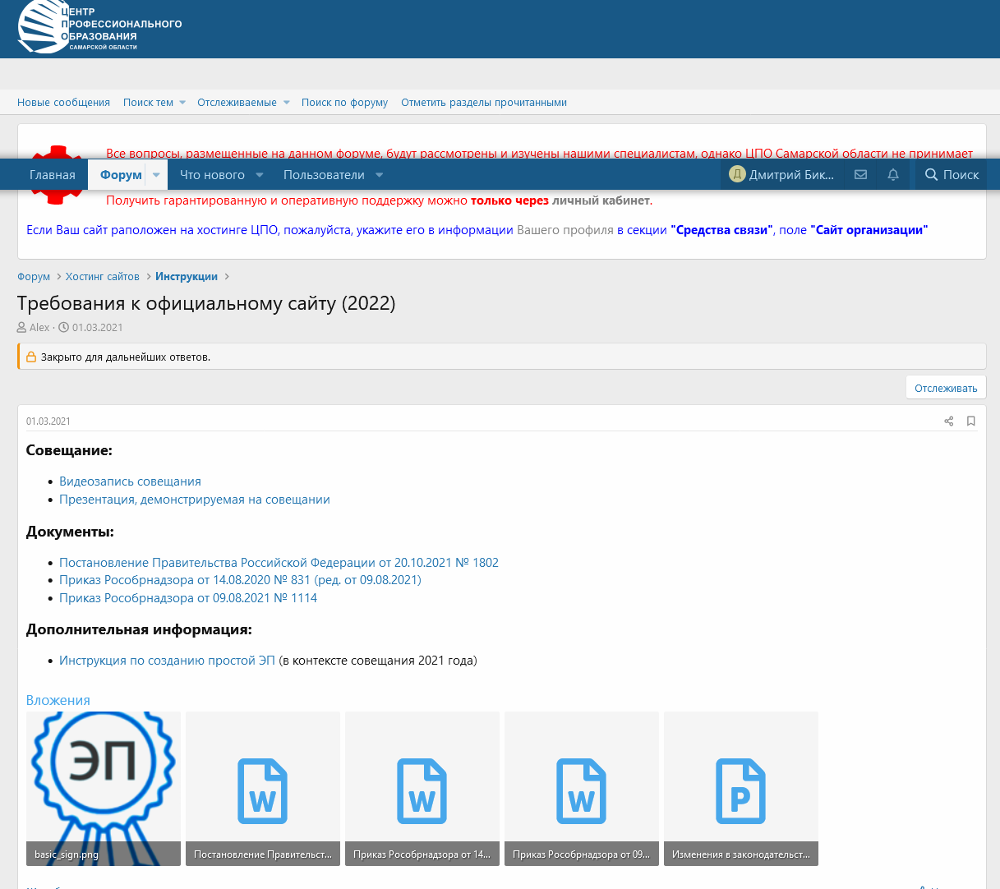 ЦЕНТР
ПРОФЕССИОНАЛЬНОГО
ОБРАЗОВАНИЯ
САМАРСКОЙ ОБЛАСТИ
Новые сообщения Поиск тем Отслеживаемые Поиск по форуму Отметить разделы прочитанными
Все вопросы, размещенные на данном форуме, будут рассмотрены и изучены нашими специалистам, однако ЦПО Самарской области не принимает
Главная Форум Что нового Пользователи Д Дмитрий Бик... Поиск
Получить гарантированную и оперативную поддержку можно только через личный кабинет.
Если Ваш сайт раположен на хостинге ЦПО, пожалуйста, укажите его в информации Вашего профиля в секции "Средства связи", поле "Сайт организации"
Форум Хостинг сайтов Инструкции
Требования к официальному сайту (2022)
Alex · 01.03.2021
Закрыто для дальнейших ответов.
Отслеживать
01.03.2021
Совещание:
• Видеозапись совещания
• Презентация, демонстрируемая на совещании
Документы:
• Постановление Правительства Российской Федерации от 20.10.2021 № 1802
• Приказ Рособрнадзора от 14.08.2020 № 831 (ред. от 09.08.2021)
• Приказ Рособрнадзора от 09.08.2021 № 1114
Дополнительная информация:
• Инструкция по созданию простой ЭП (в контексте совещания 2021 года)
Вложения
ЭП W W W P
basic_sign.png Постановление Правительст... Приказ Рособрнадзора от 14... Приказ Рособрнадзора от 09... Изменения в законодательст...